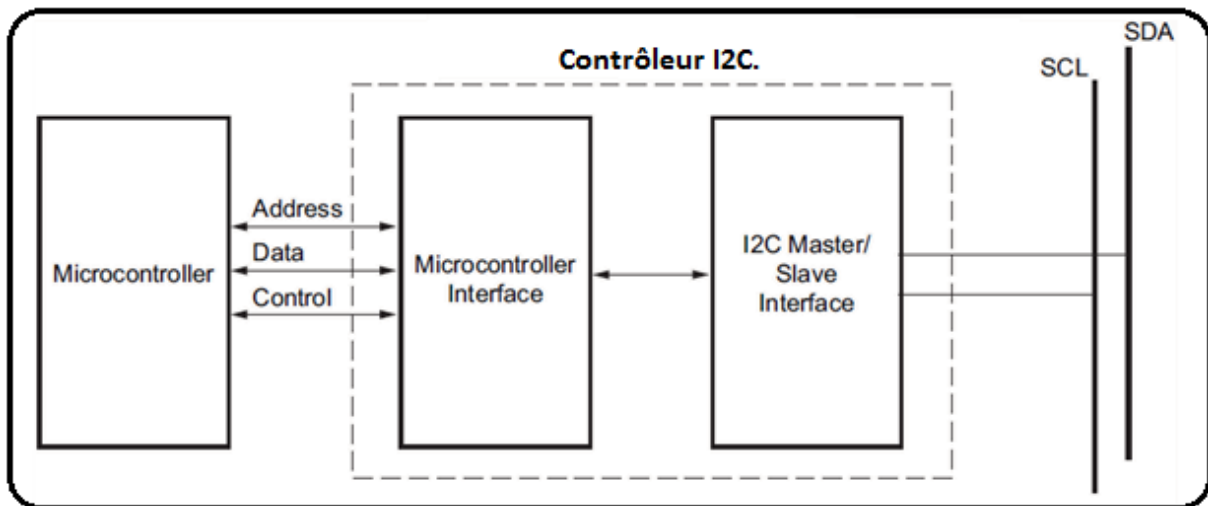 Contrôleur I2C.
SDA
SCL
Microcontroller
Address
Data
Control
Microcontroller
Interface
I2C Master/
Slave
Interface